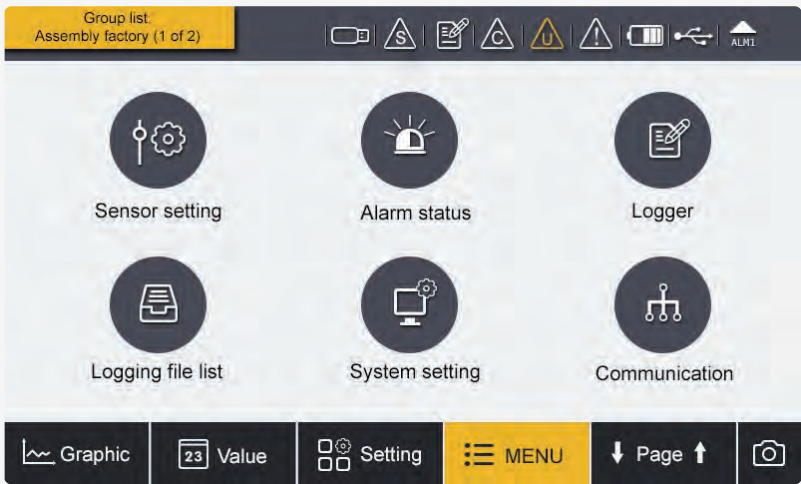 Group list:
Assembly factory (1 of 2)
S
C
U
!
ALM1
Sensor setting
Alarm status
Logger
Logging file list
System setting
Communication
Graphic
23 Value
Setting
MENU
Page